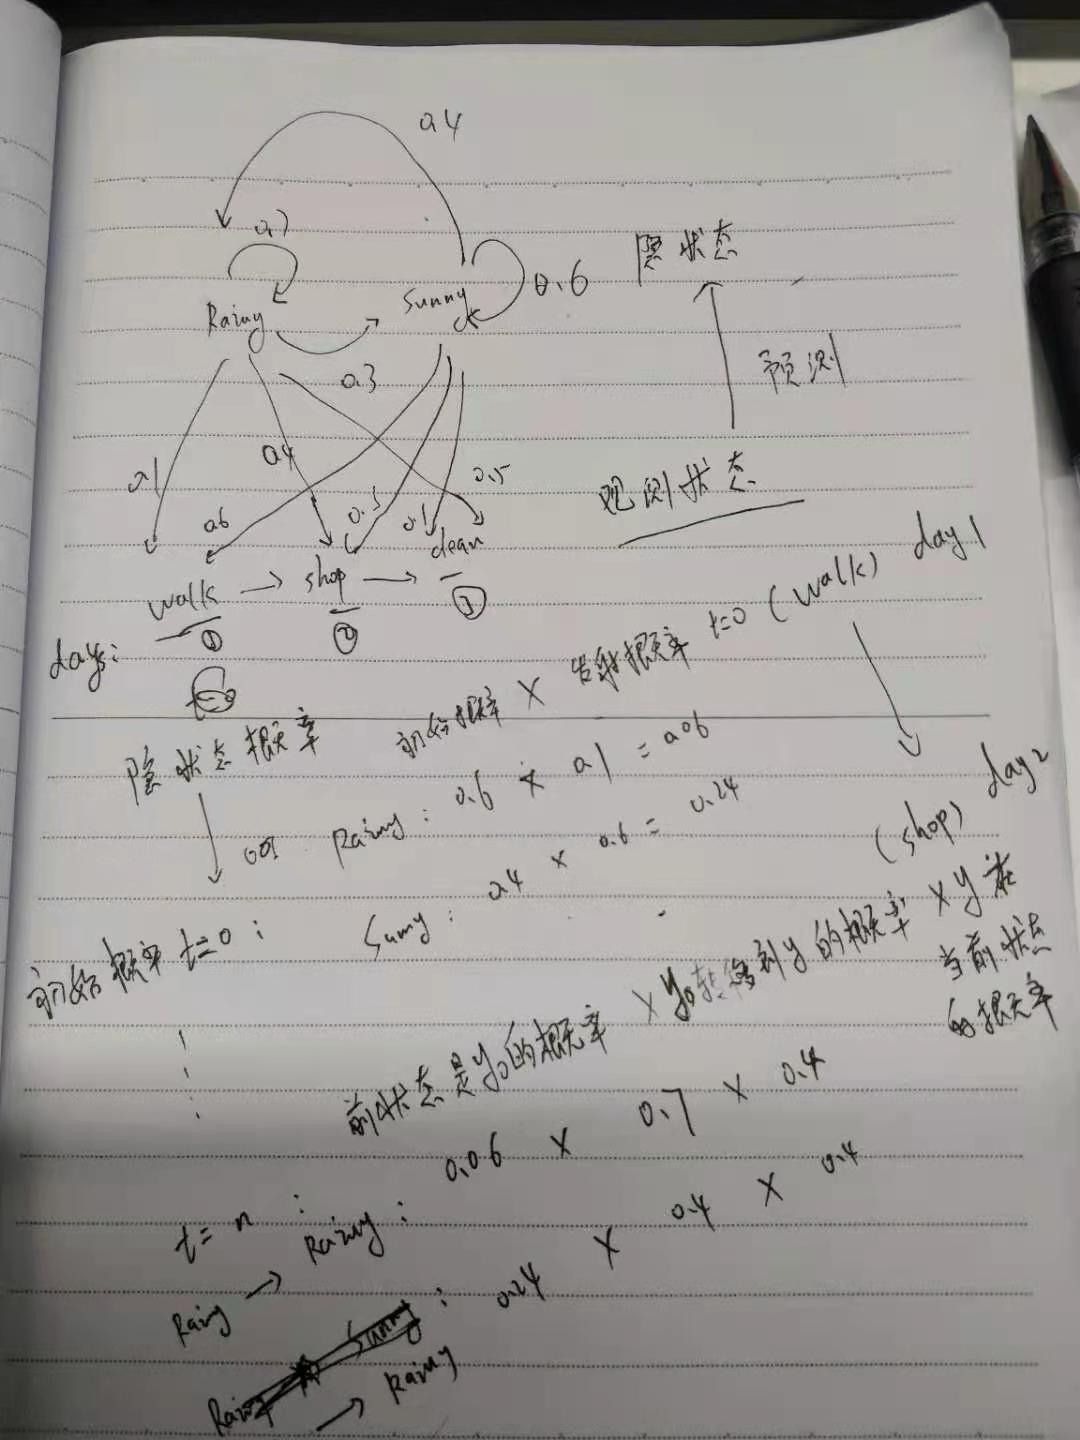 0.4
0.7
隐状态
Rainy
Sunny
0.6
预测
0.3
0.1
0.4
0.5
0.6
0.3
0.1
观测状态
walk → shop → clean
days:
①
②
③
隐状态概率
初始概率 × 发射概率 t=0 (walk) day1
Rainy: 0.6 × 0.1 = 0.06
初始概率 t=0:
Sunny: 0.4 × 0.6 = 0.24
(shop) day2
前状态是y₀的概率 × y₀转移到y的概率 × y在
当前状态
的概率
t=n:
Rainy → Rainy: 0.06 × 0.7 × 0.4
→ Rainy : 0.24 × 0.4 × 0.4